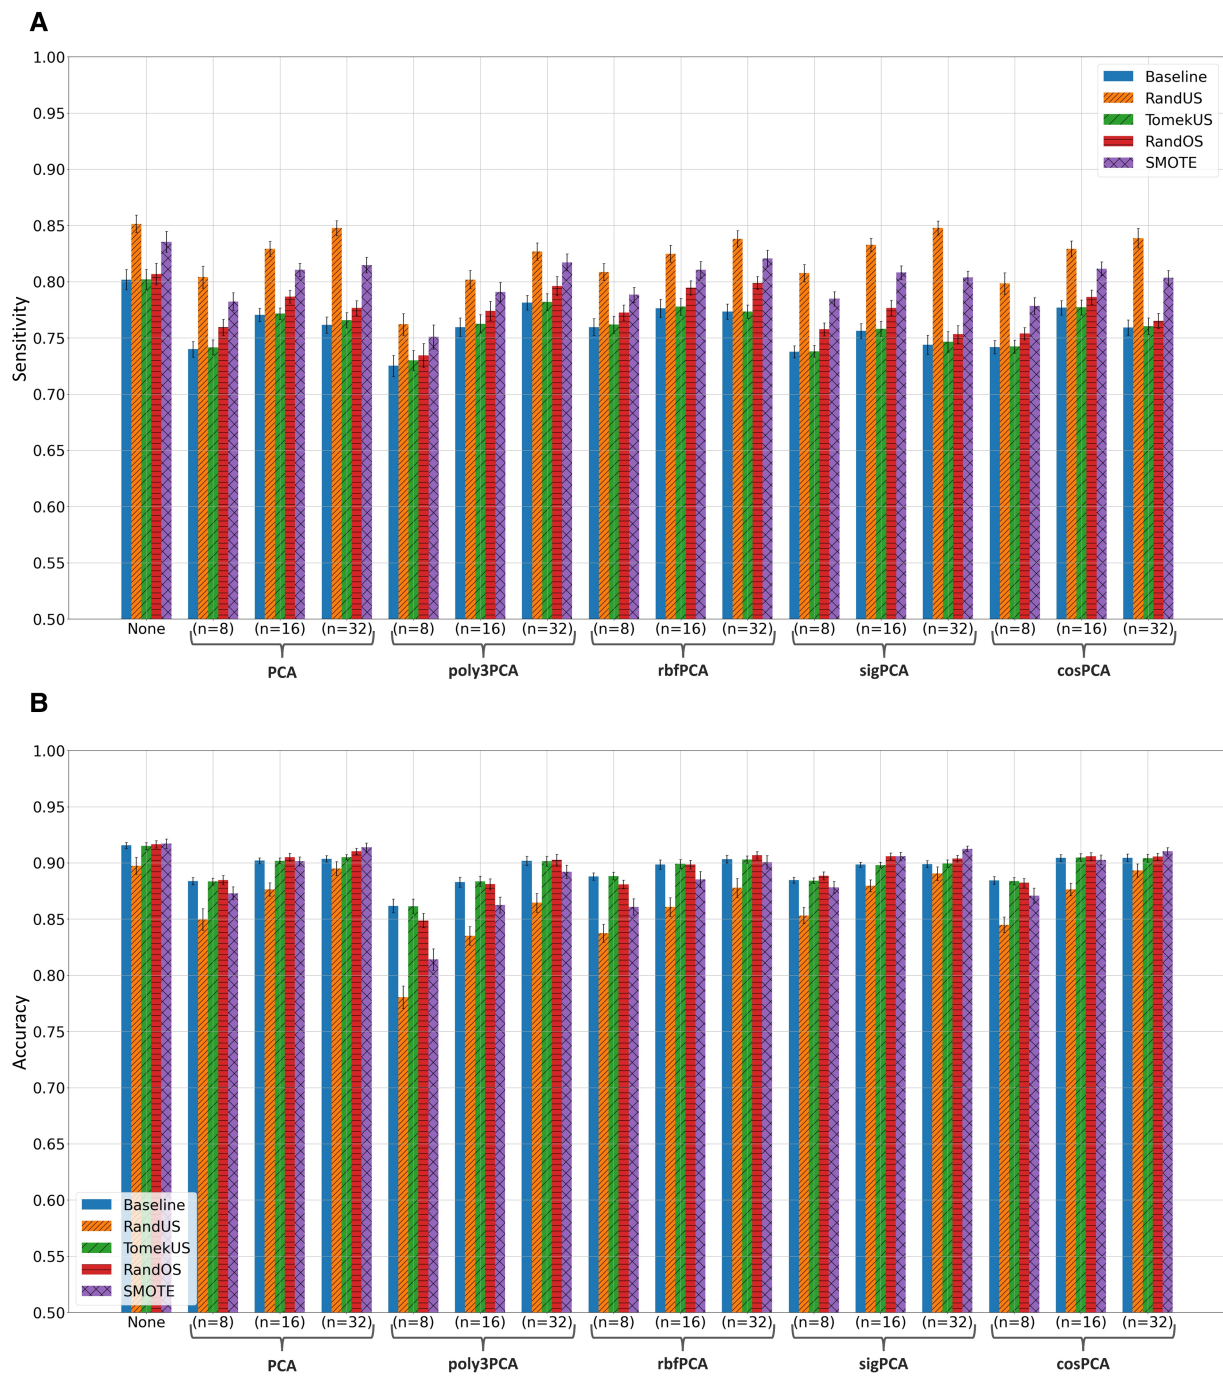 A
1.00
0.95
0.90
0.85
0.80
0.75
0.70
0.65
0.60
0.55
0.50
Sensitivity
Baseline
RandUS
TomekUS
RandOS
SMOTE
None (n=8) (n=16) (n=32) (n=8) (n=16) (n=32) (n=8) (n=16) (n=32) (n=8) (n=16) (n=32) (n=8) (n=16) (n=32)
PCA poly3PCA rbfPCA sigPCA cosPCA
B
1.00
0.95
0.90
0.85
0.80
0.75
0.70
0.65
0.60
0.55
0.50
Accuracy
Baseline
RandUS
TomekUS
RandOS
SMOTE
None (n=8) (n=16) (n=32) (n=8) (n=16) (n=32) (n=8) (n=16) (n=32) (n=8) (n=16) (n=32) (n=8) (n=16) (n=32)
PCA poly3PCA rbfPCA sigPCA cosPCA